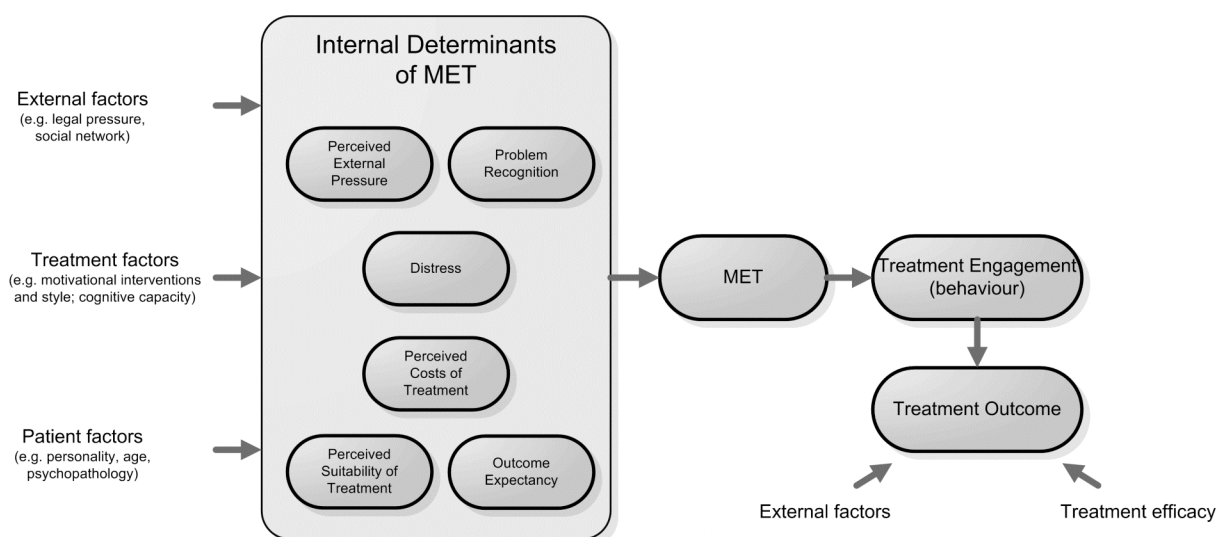 Internal Determinants
of MET
External factors
(e.g. legal pressure,
social network)
Perceived
External
Pressure
Problem
Recognition
Treatment factors
(e.g. motivational interventions
and style; cognitive capacity)
Distress
MET
Treatment Engagement
(behaviour)
Perceived
Costs of
Treatment
Treatment Outcome
Patient factors
(e.g. personality, age,
psychopathology)
Perceived
Suitability of
Treatment
Outcome
Expectancy
External factors
Treatment efficacy